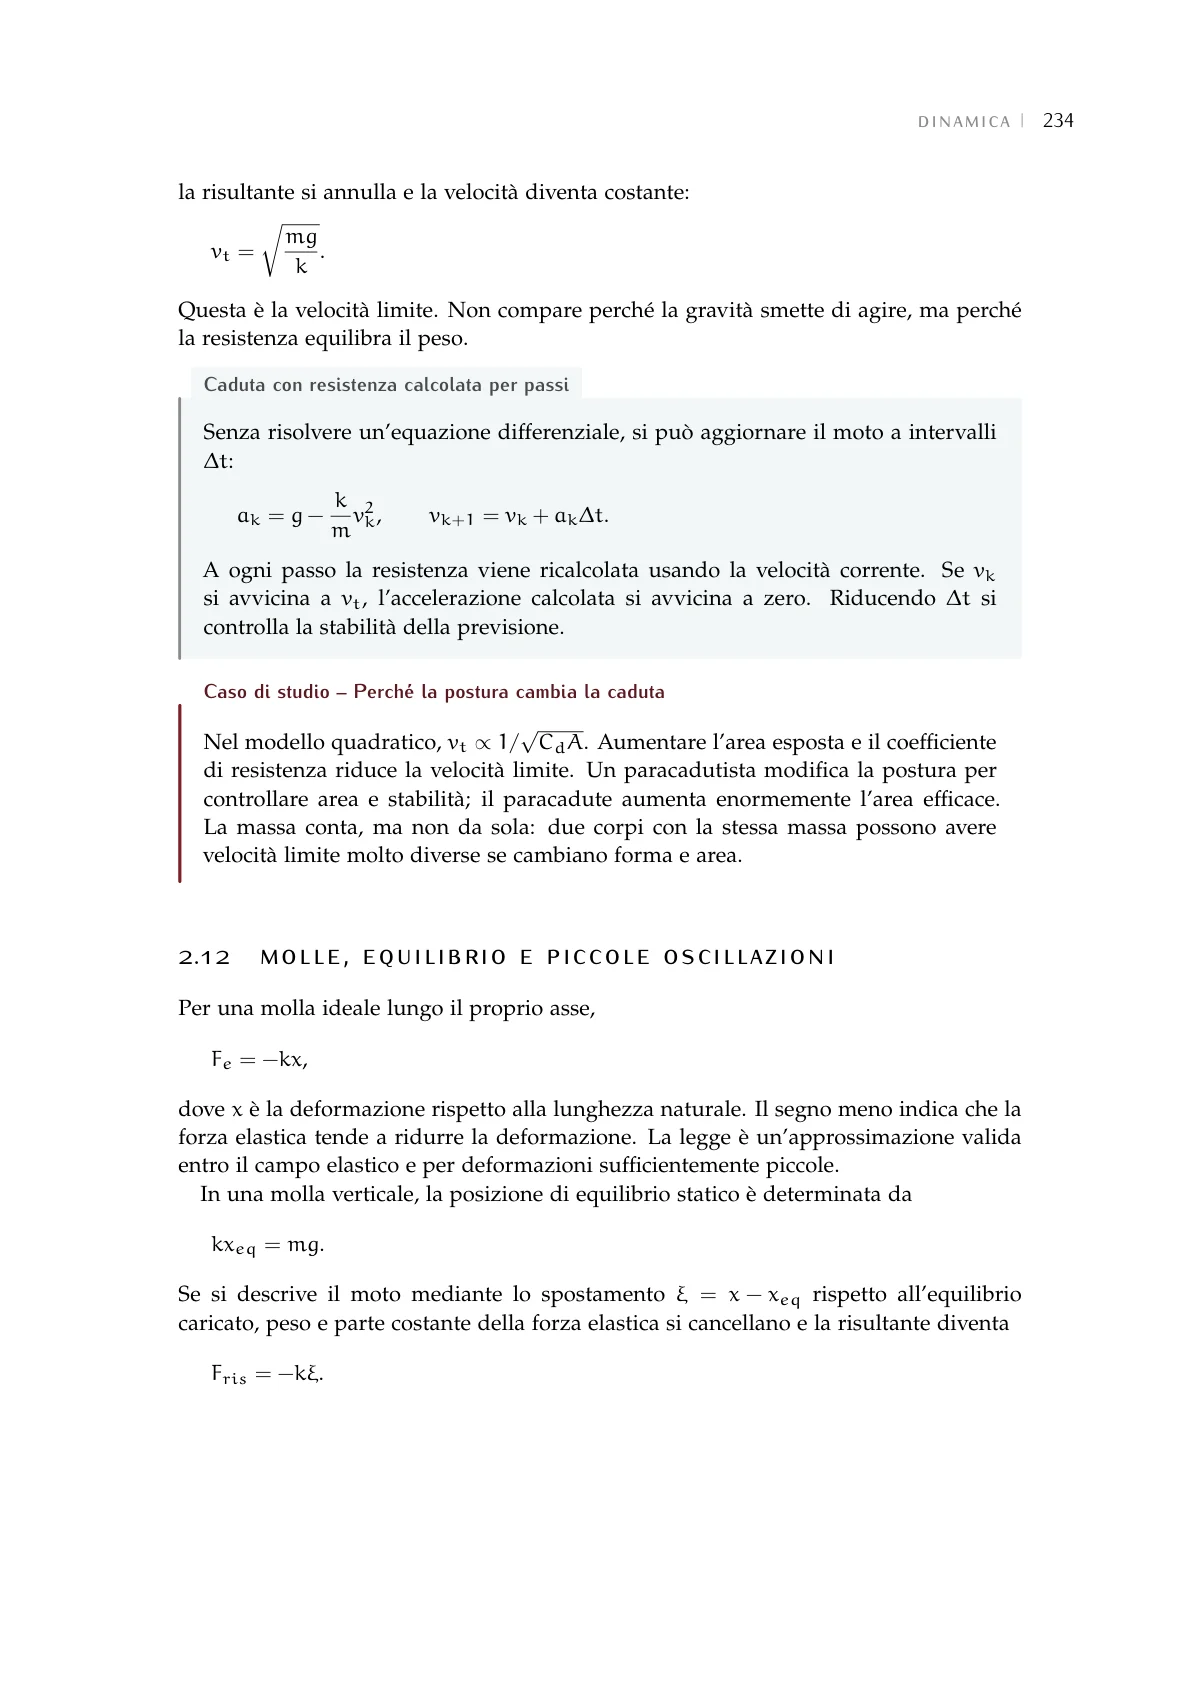 DINAMICA | 234
la risultante si annulla e la velocità diventa costante:
v_t = √(mg/k).
Questa è la velocità limite. Non compare perché la gravità smette di agire, ma perché
la resistenza equilibra il peso.
Caduta con resistenza calcolata per passi
Senza risolvere un'equazione differenziale, si può aggiornare il moto a intervalli
Δt:
a_k = g − (k/m)v_k², v_{k+1} = v_k + a_kΔt.
A ogni passo la resistenza viene ricalcolata usando la velocità corrente. Se v_k
si avvicina a v_t, l'accelerazione calcolata si avvicina a zero. Riducendo Δt si
controlla la stabilità della previsione.
Caso di studio – Perché la postura cambia la caduta
Nel modello quadratico, v_t ∝ 1/√(C_dA). Aumentare l'area esposta e il coefficiente
di resistenza riduce la velocità limite. Un paracadutista modifica la postura per
controllare area e stabilità; il paracadute aumenta enormemente l'area efficace.
La massa conta, ma non da sola: due corpi con la stessa massa possono avere
velocità limite molto diverse se cambiano forma e area.
2.12 MOLLE, EQUILIBRIO E PICCOLE OSCILLAZIONI
Per una molla ideale lungo il proprio asse,
F_e = −kx,
dove x è la deformazione rispetto alla lunghezza naturale. Il segno meno indica che la
forza elastica tende a ridurre la deformazione. La legge è un'approssimazione valida
entro il campo elastico e per deformazioni sufficientemente piccole.
In una molla verticale, la posizione di equilibrio statico è determinata da
kx_eq = mg.
Se si descrive il moto mediante lo spostamento ξ = x − x_eq rispetto all'equilibrio
caricato, peso e parte costante della forza elastica si cancellano e la risultante diventa
F_ris = −kξ.